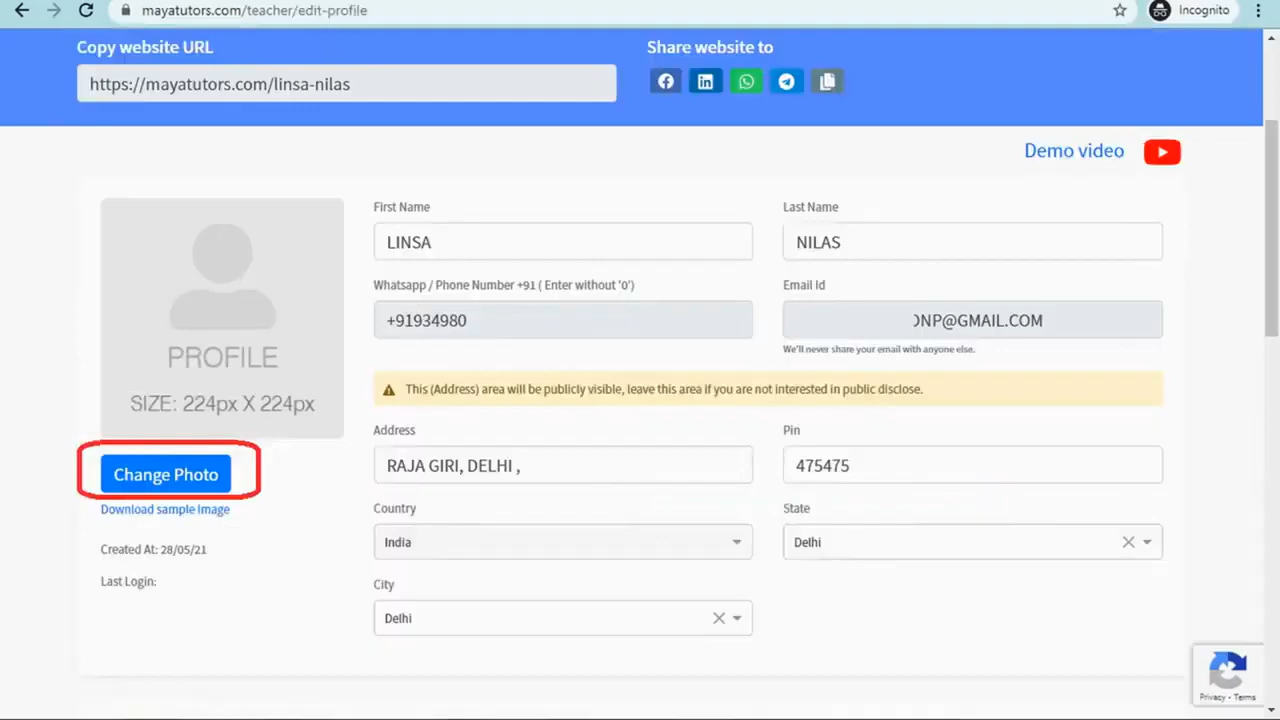 mayatutors.com/teacher/edit-profile
Incognito
Copy website URL
Share website to
https://mayatutors.com/linsa-nilas
Demo video
PROFILE
SIZE: 224px X 224px
Change Photo
Download sample Image
Created At: 28/05/21
Last Login:
First Name
LINSA
Last Name
NILAS
Whatsapp / Phone Number +91 ( Enter without '0')
+91934980
Email Id
NP@GMAIL.COM
We'll never share your email with anyone else.
This (Address) area will be publicly visible, leave this area if you are not interested in public disclose.
Address
RAJA GIRI, DELHI ,
Pin
475475
Country
India
State
Delhi
City
Delhi
Privacy - Terms